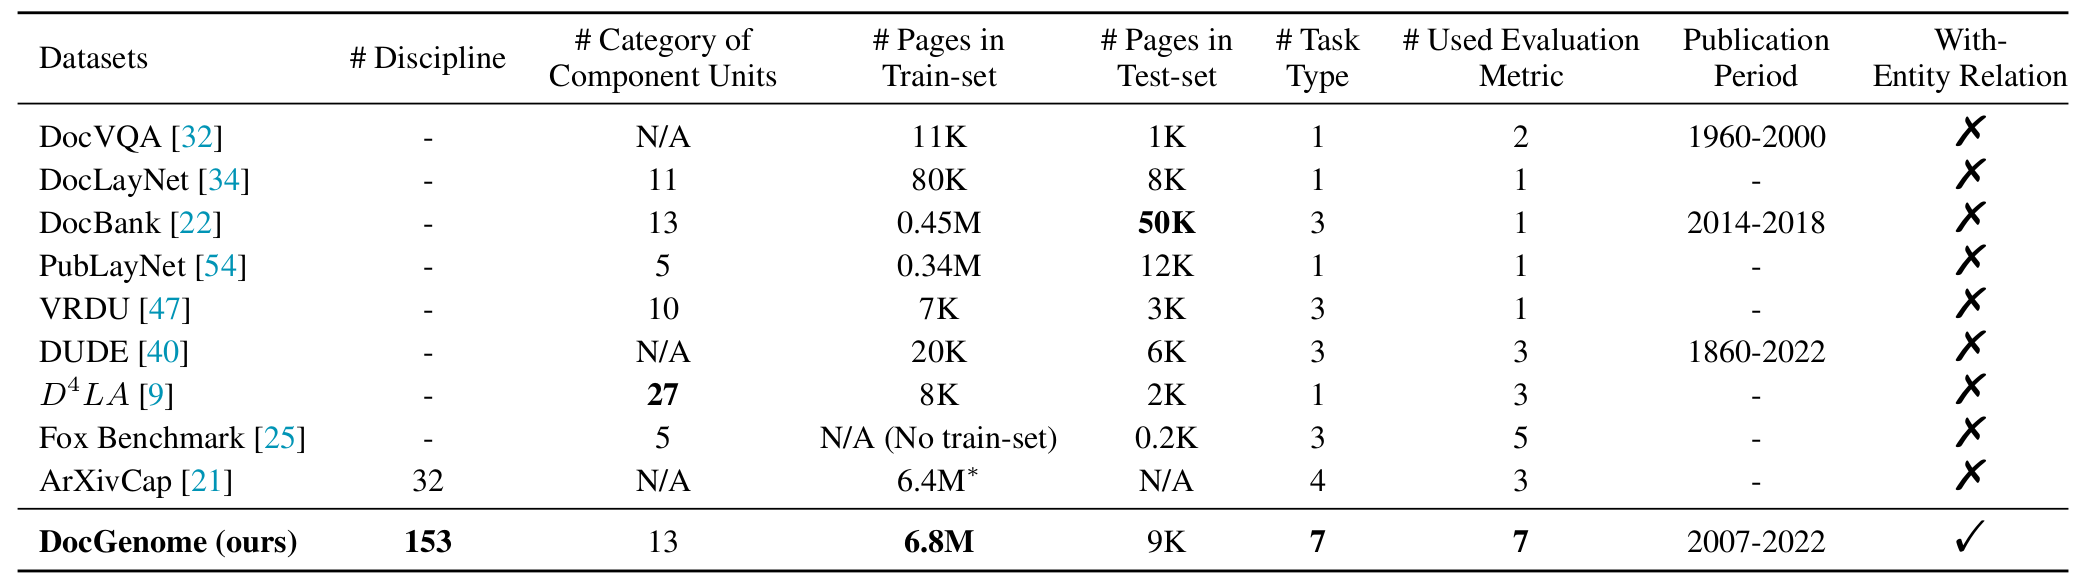 Datasets # Discipline # Category of Component Units # Pages in Train-set # Pages in Test-set # Task Type # Used Evaluation Metric Publication Period With-Entity Relation
DocVQA [32] - N/A 11K 1K 1 2 1960-2000 ✗
DocLayNet [34] - 11 80K 8K 1 1 - ✗
DocBank [22] - 13 0.45M 50K 3 1 2014-2018 ✗
PubLayNet [54] - 5 0.34M 12K 1 1 - ✗
VRDU [47] - 10 7K 3K 3 1 - ✗
DUDE [40] - N/A 20K 6K 3 3 1860-2022 ✗
D⁴LA [9] - 27 8K 2K 1 3 - ✗
Fox Benchmark [25] - 5 N/A (No train-set) 0.2K 3 5 - ✗
ArXivCap [21] 32 N/A 6.4M* N/A 4 3 - ✗
DocGenome (ours) 153 13 6.8M 9K 7 7 2007-2022 ✓